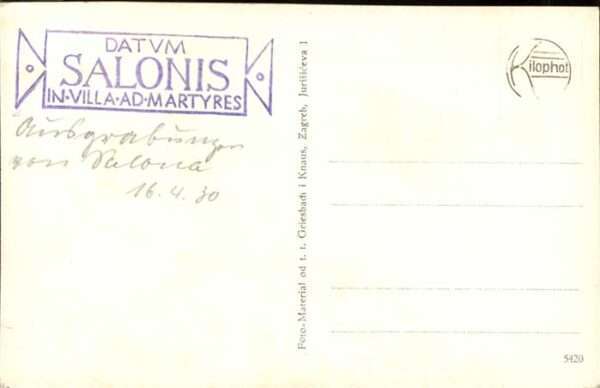 DATVM
SALONIS
IN·VILLA·AD·MARTYRES
Ausgrabungen
von Salona
16.4.30
Foto-Material od t. t. Griesbach i Knaus, Zagreb, Jurišićeva 1
ilophot
5420